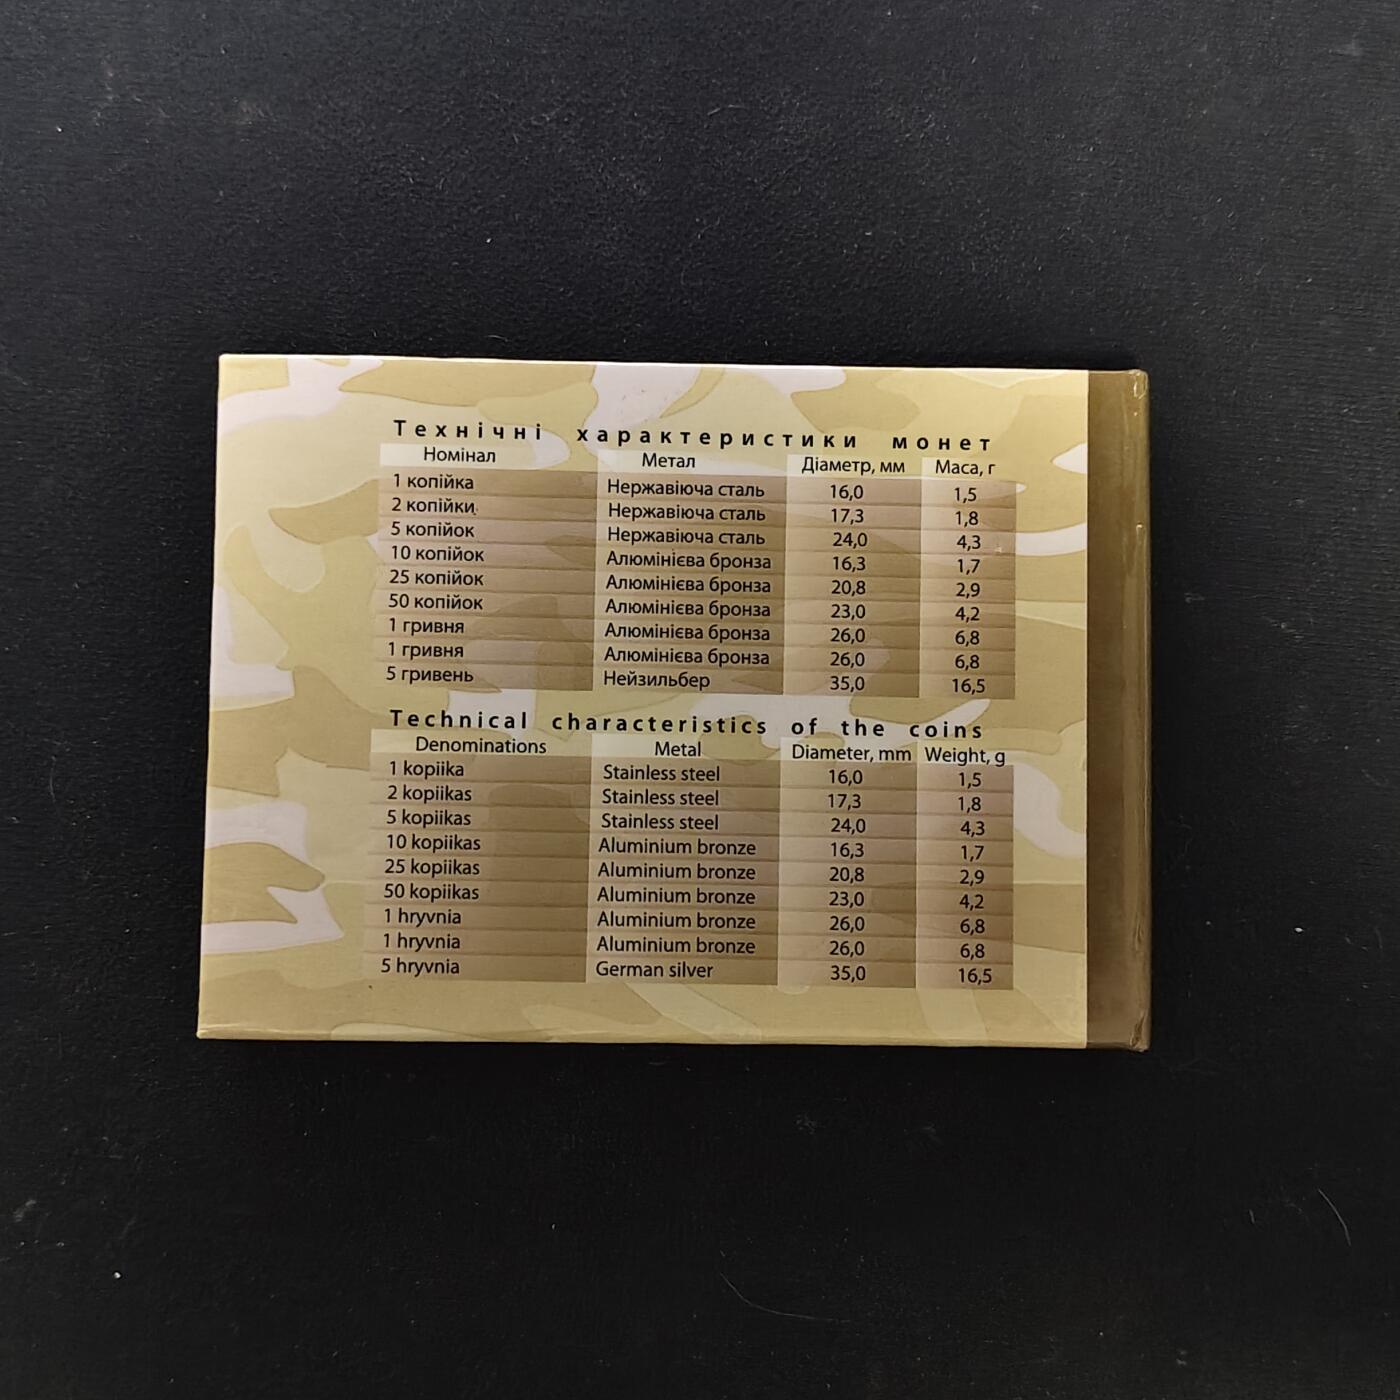 Технічні характеристики монет
Номінал Метал Діаметр, мм Маса, г
1 копійка Нержавіюча сталь 16,0 1,5
2 копійки Нержавіюча сталь 17,3 1,8
5 копійок Нержавіюча сталь 24,0 4,3
10 копійок Алюмінієва бронза 16,3 1,7
25 копійок Алюмінієва бронза 20,8 2,9
50 копійок Алюмінієва бронза 23,0 4,2
1 гривня Алюмінієва бронза 26,0 6,8
1 гривня Алюмінієва бронза 26,0 6,8
5 гривень Нейзильбер 35,0 16,5
Technical characteristics of the coins
Denominations Metal Diameter, mm Weight, g
1 kopiika Stainless steel 16,0 1,5
2 kopiikas Stainless steel 17,3 1,8
5 kopiikas Stainless steel 24,0 4,3
10 kopiikas Aluminium bronze 16,3 1,7
25 kopiikas Aluminium bronze 20,8 2,9
50 kopiikas Aluminium bronze 23,0 4,2
1 hryvnia Aluminium bronze 26,0 6,8
1 hryvnia Aluminium bronze 26,0 6,8
5 hryvnia German silver 35,0 16,5